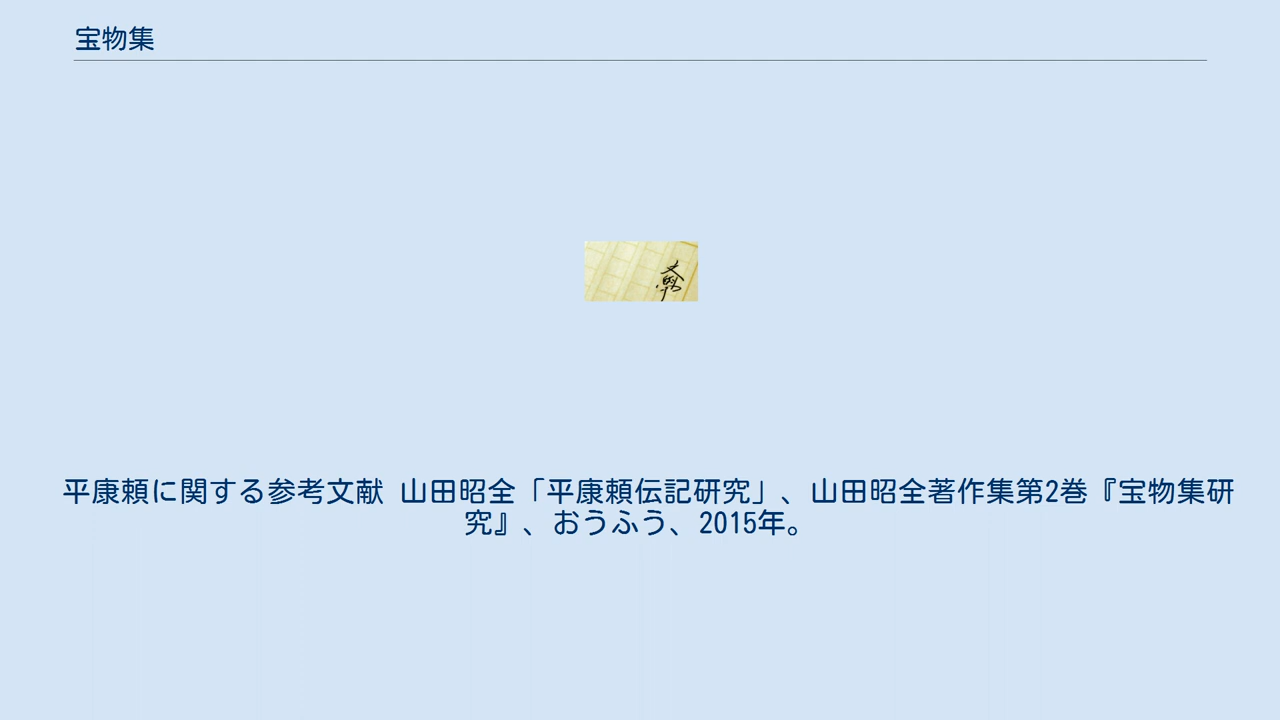 宝物集
平康頼に関する参考文献 山田昭全「平康頼伝記研究」、山田昭全著作集第2巻『宝物集研
究』、おうふう、2015年。